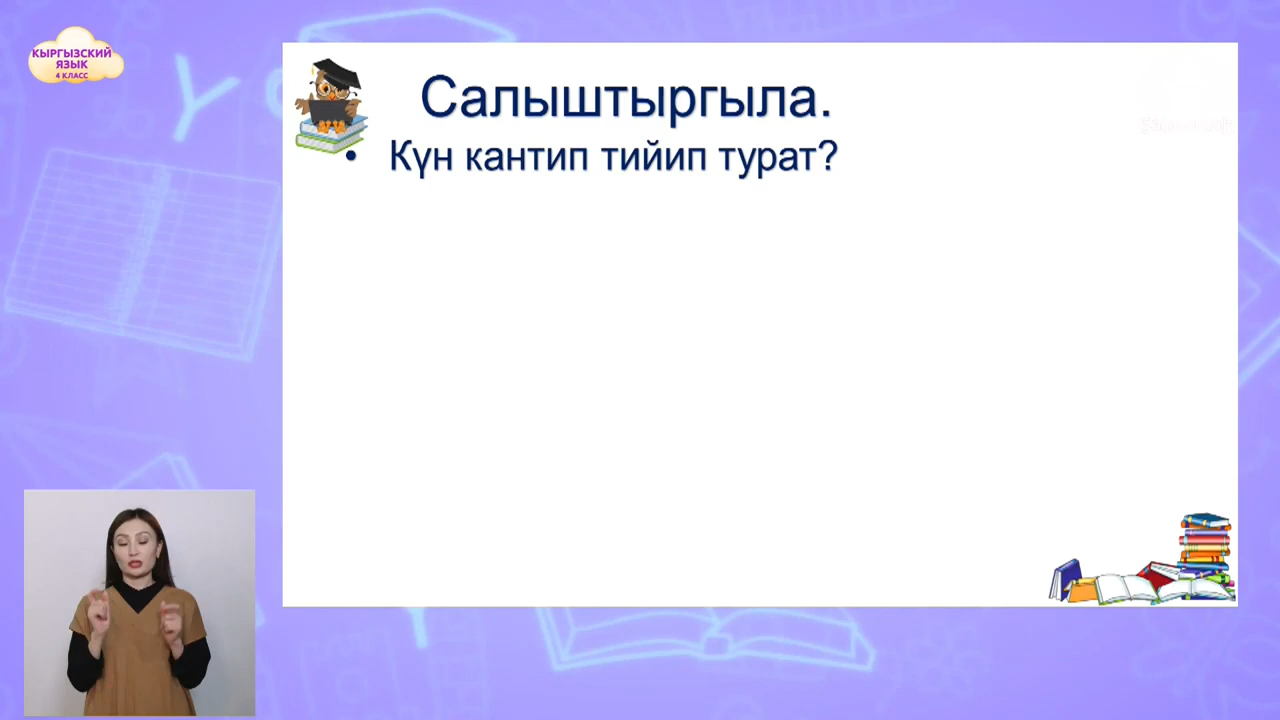 КЫРГЫЗСКИЙ
ЯЗЫК
4 КЛАСС
Салыштыргыла.
• Күн кантип тийип турат?